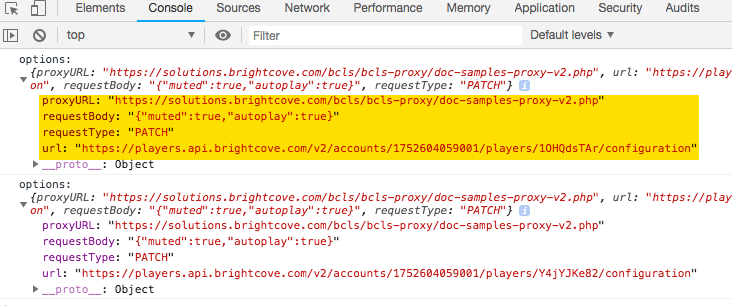 Elements Console Sources Network Performance Memory Application Security Audits
top Filter Default levels
options:
{proxyURL: "https://solutions.brightcove.com/bcls/bcls-proxy/doc-samples-proxy-v2.php", url: "https://play
on", requestBody: "{"muted":true,"autoplay":true}", requestType: "PATCH"} i
proxyURL: "https://solutions.brightcove.com/bcls/bcls-proxy/doc-samples-proxy-v2.php"
requestBody: "{"muted":true,"autoplay":true}"
requestType: "PATCH"
url: "https://players.api.brightcove.com/v2/accounts/1752604059001/players/1OHQdsTAr/configuration"
__proto__: Object
options:
{proxyURL: "https://solutions.brightcove.com/bcls/bcls-proxy/doc-samples-proxy-v2.php", url: "https://play
on", requestBody: "{"muted":true,"autoplay":true}", requestType: "PATCH"} i
proxyURL: "https://solutions.brightcove.com/bcls/bcls-proxy/doc-samples-proxy-v2.php"
requestBody: "{"muted":true,"autoplay":true}"
requestType: "PATCH"
url: "https://players.api.brightcove.com/v2/accounts/1752604059001/players/Y4jYJKe82/configuration"
__proto__: Object